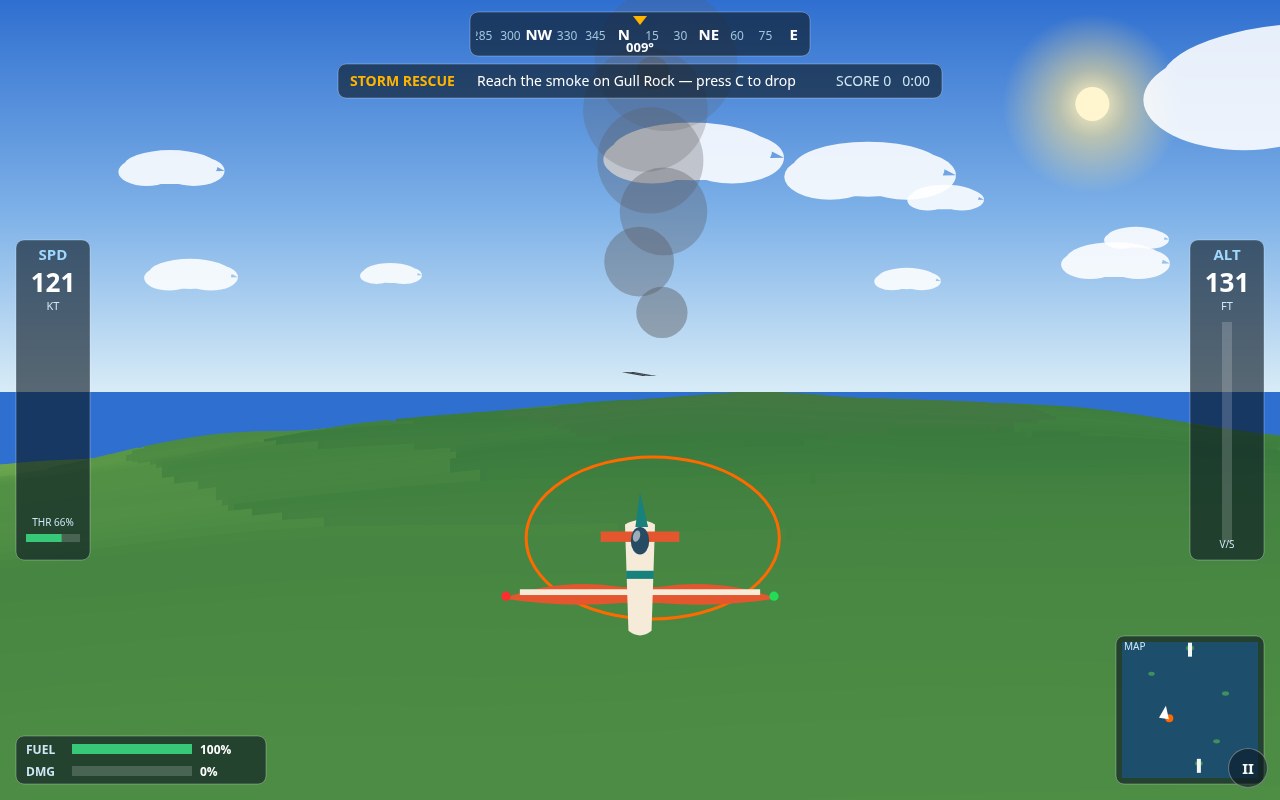 285 300 NW 330 345 N 15 30 NE 60 75 E
009°
STORM RESCUE Reach the smoke on Gull Rock — press C to drop SCORE 0 0:00
SPD
121
KT
THR 66%
ALT
131
FT
V/S
MAP
FUEL 100%
DMG 0%
II